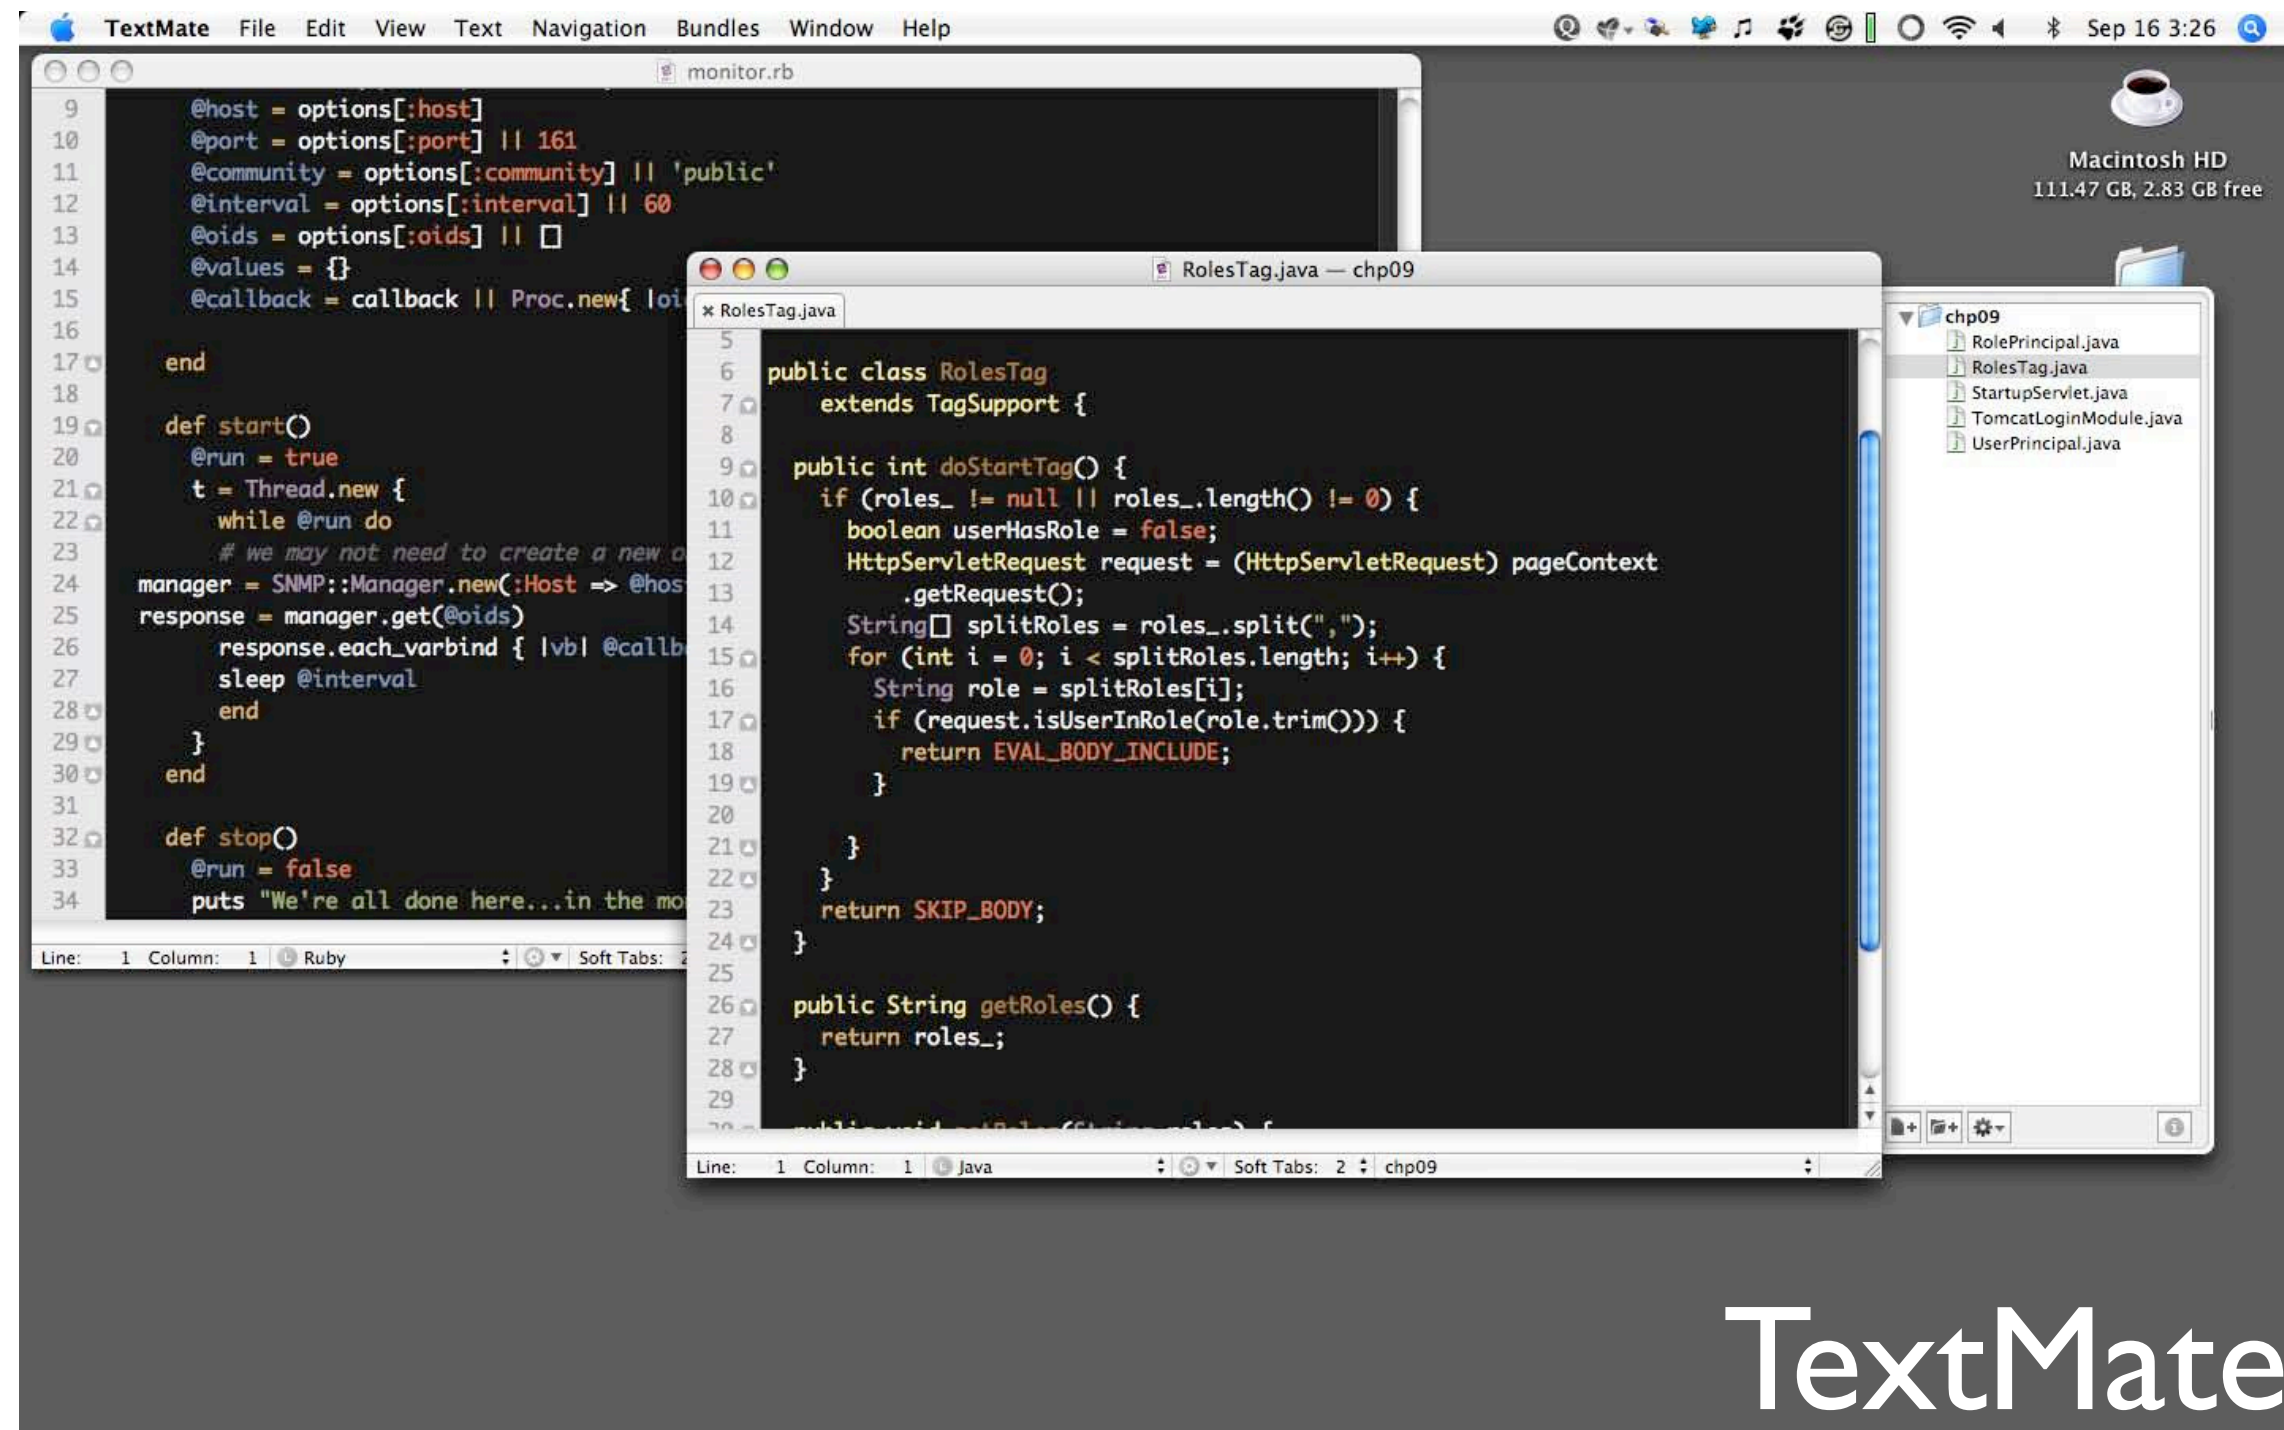 TextMate File Edit View Text Navigation Bundles Window Help Sep 16 3:26
monitor.rb
9 @host = options[:host]
10 @port = options[:port] || 161
11 @community = options[:community] || 'public'
12 @interval = options[:interval] || 60
13 @oids = options[:oids] || []
14 @values = {}
15 @callback = callback || Proc.new{ |oi
16
17 end
18
19 def start()
20 @run = true
21 t = Thread.new {
22 while @run do
23 # we may not need to create a new o
24 manager = SNMP::Manager.new(:Host => @hos
25 response = manager.get(@oids)
26 response.each_varbind { |vb| @callb
27 sleep @interval
28 end
29 }
30 end
31
32 def stop()
33 @run = false
34 puts "We're all done here...in the mo
Line: 1 Column: 1 Ruby Soft Tabs: 2
RolesTag.java — chp09
RolesTag.java
5
6 public class RolesTag
7 extends TagSupport {
8
9 public int doStartTag() {
10 if (roles_ != null || roles_.length() != 0) {
11 boolean userHasRole = false;
12 HttpServletRequest request = (HttpServletRequest) pageContext
13 .getRequest();
14 String[] splitRoles = roles_.split(",");
15 for (int i = 0; i < splitRoles.length; i++) {
16 String role = splitRoles[i];
17 if (request.isUserInRole(role.trim())) {
18 return EVAL_BODY_INCLUDE;
19 }
20
21 }
22 }
23 return SKIP_BODY;
24 }
25
26 public String getRoles() {
27 return roles_;
28 }
29
Line: 1 Column: 1 Java Soft Tabs: 2 chp09
chp09
RolePrincipal.java
RolesTag.java
StartupServlet.java
TomcatLoginModule.java
UserPrincipal.java
Macintosh HD
111.47 GB, 2.83 GB free
TextMate